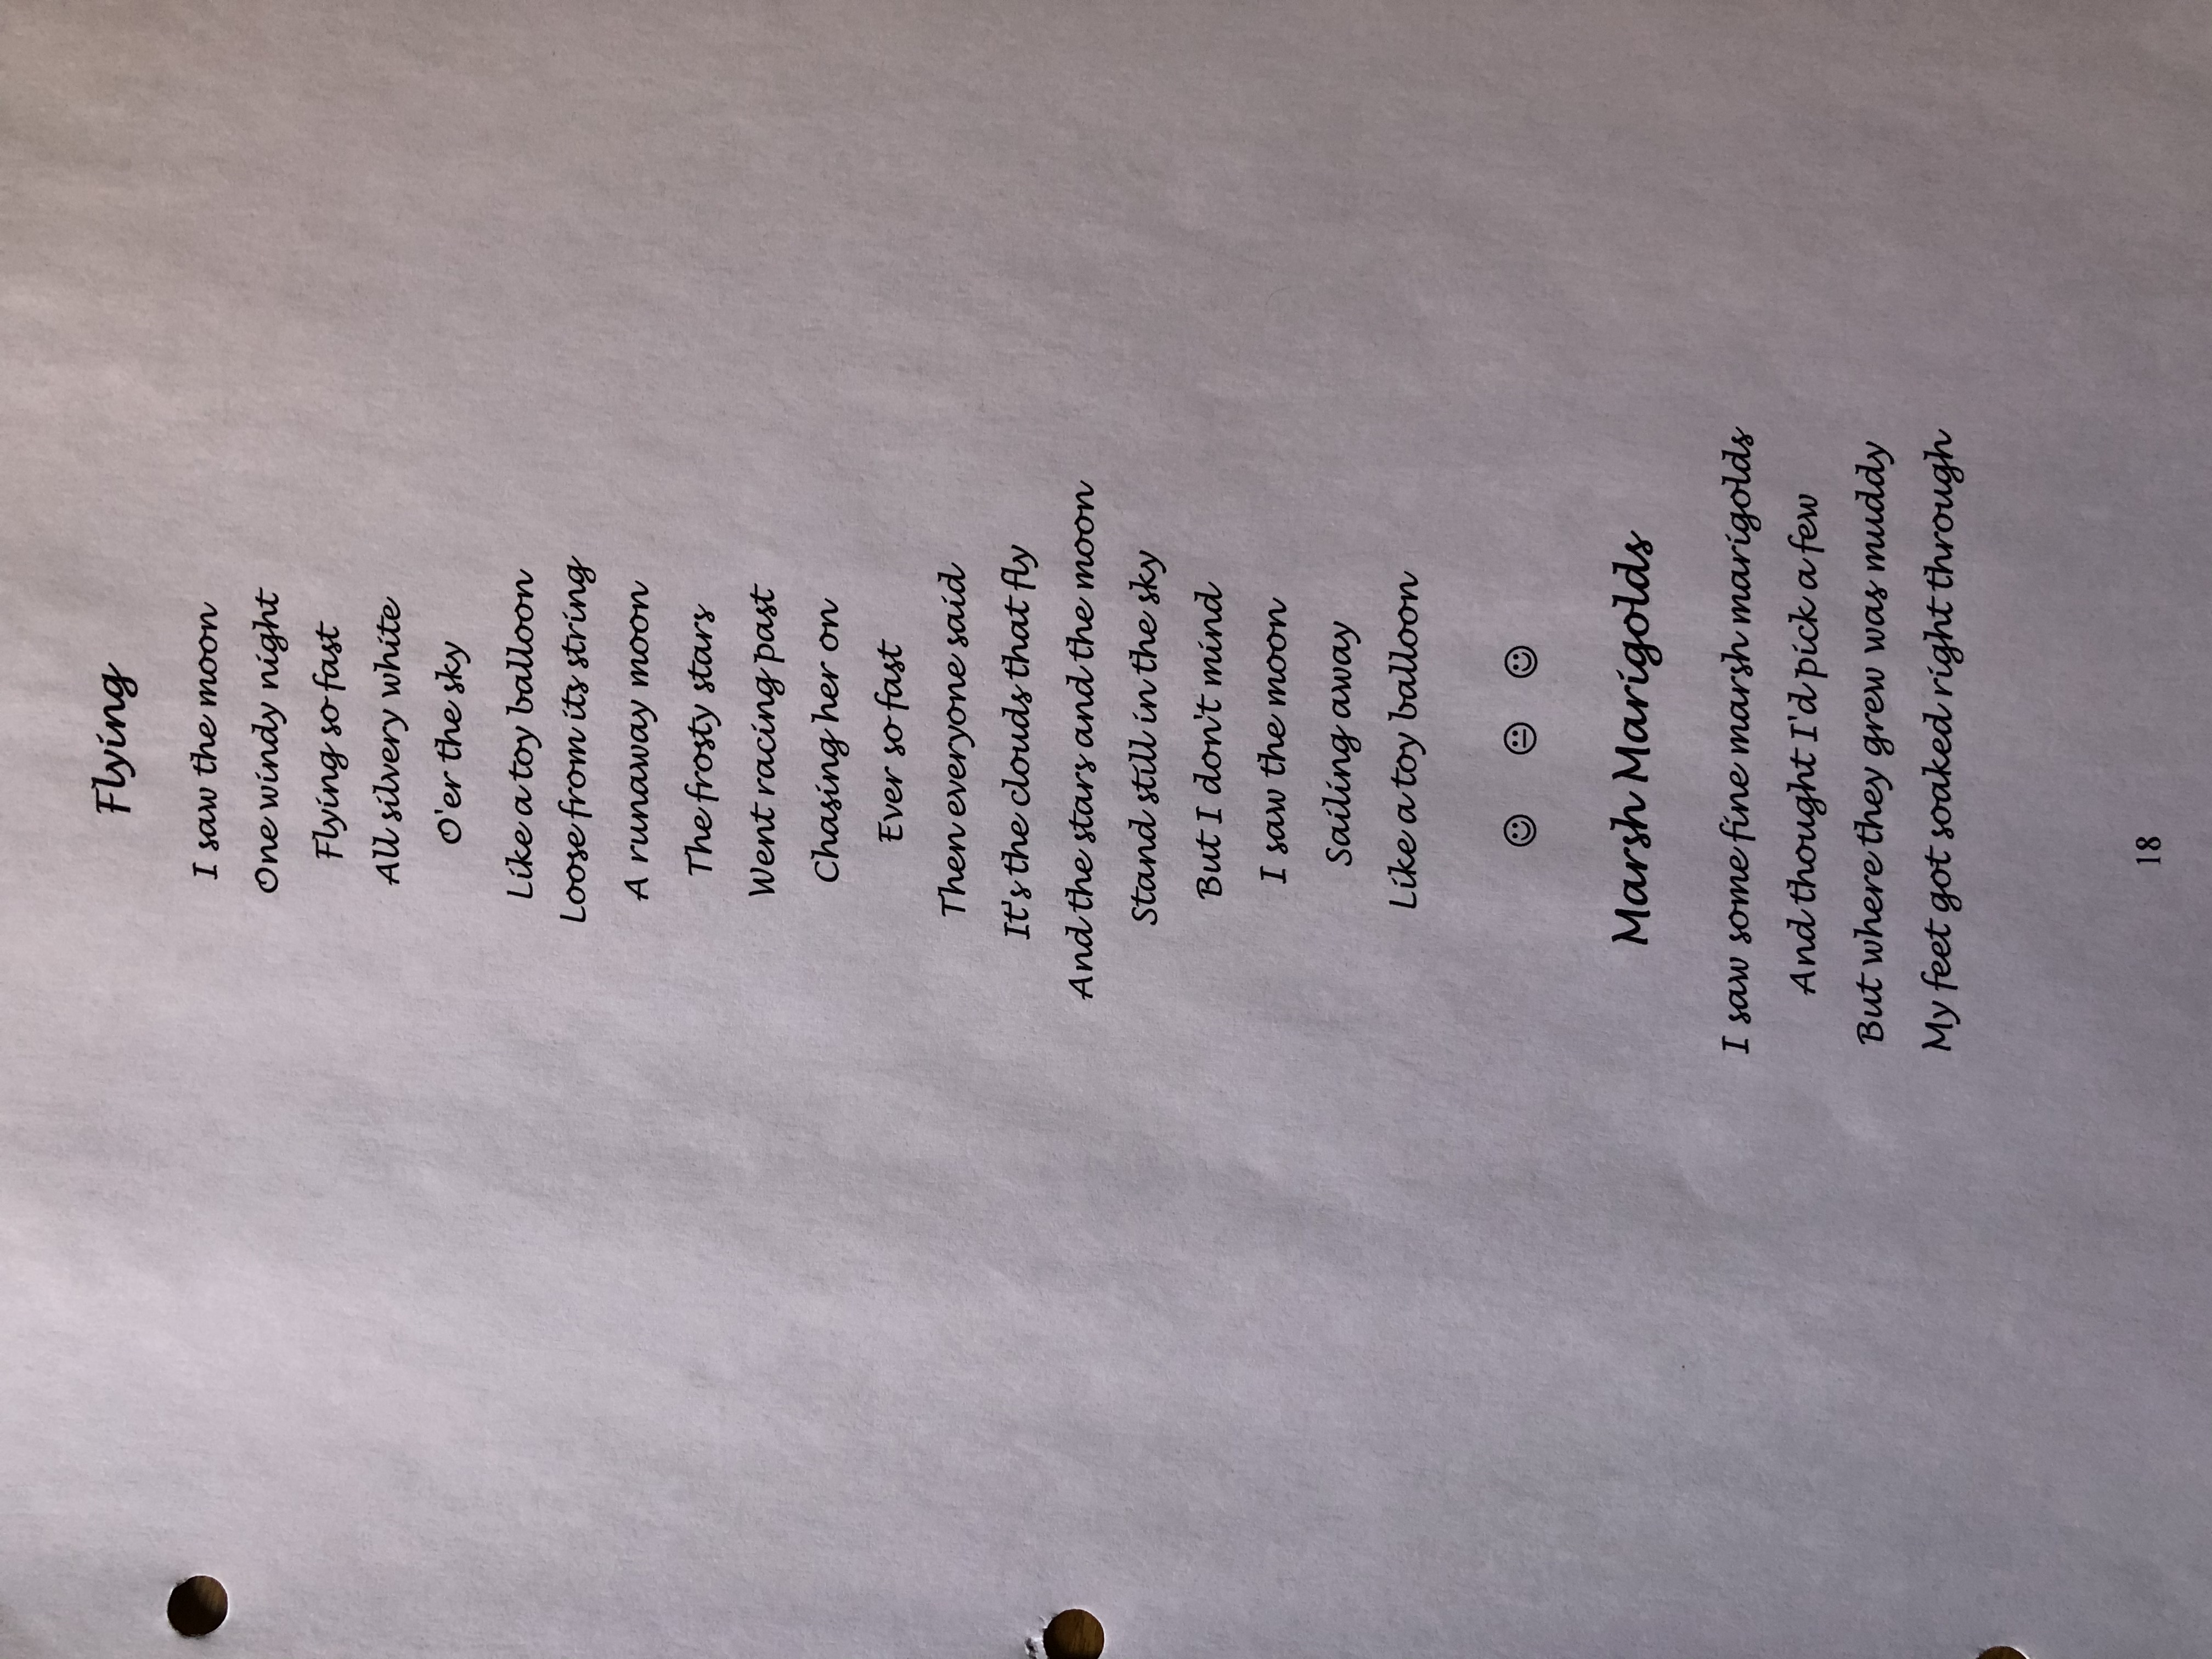 Flying
I saw the moon
One windy night
Flying so fast
All silvery white
O'er the sky
Like a toy balloon
Loose from its string
A runaway moon
The frosty stars
Went racing past
Chasing her on
Ever so fast
Then everyone said
It's the clouds that fly
And the stars and the moon
Stand still in the sky
But I don't mind
I saw the moon
Sailing away
Like a toy balloon
☺ 😐 ☺
Marsh Marigolds
I saw some fine marsh marigolds
And thought I'd pick a few
But where they grew was muddy
My feet got soaked right through
18